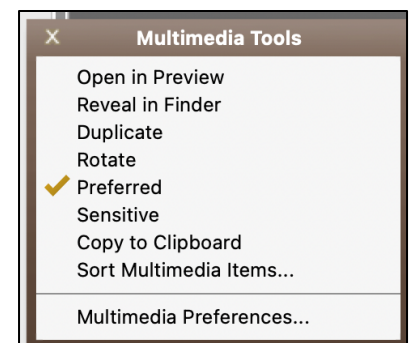 X Multimedia Tools
Open in Preview
Reveal in Finder
Duplicate
Rotate
Preferred
Sensitive
Copy to Clipboard
Sort Multimedia Items...
Multimedia Preferences...